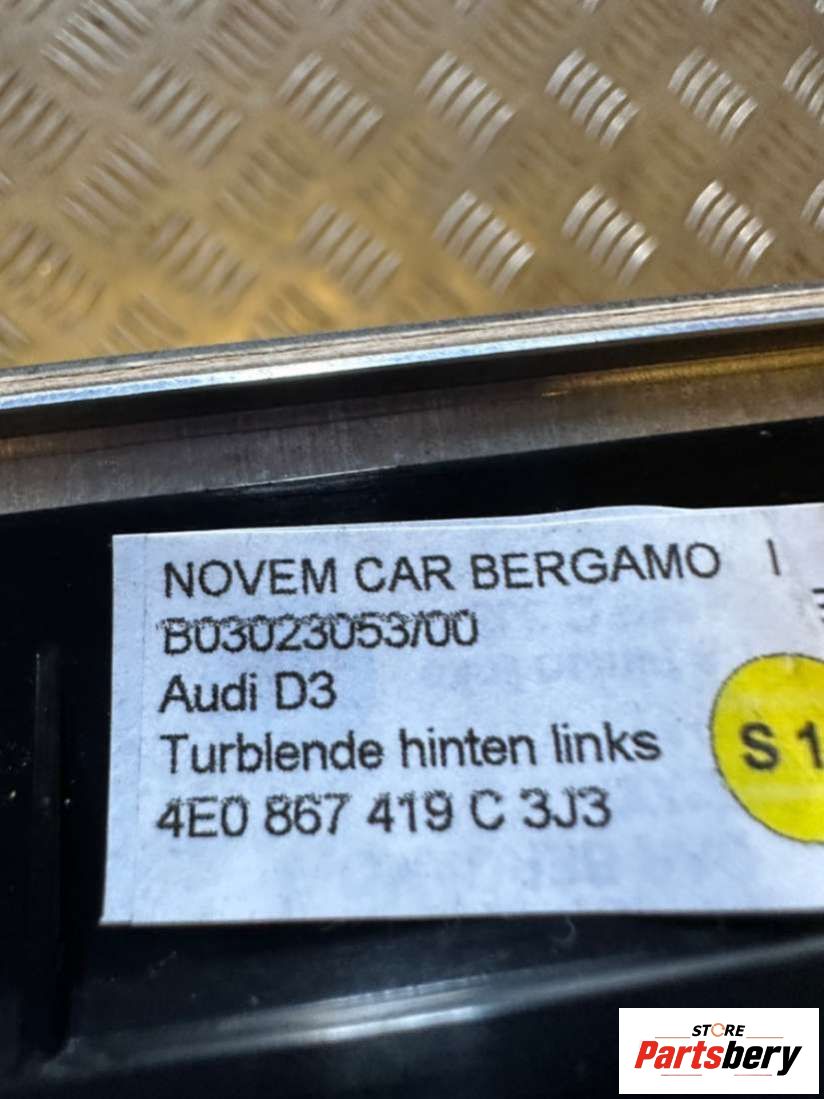 NOVEM CAR BERGAMO I
B03023053/00
Audi D3
Turblende hinten links
4E0 867 419 C 3J3
S 1
STORE
Partsbery